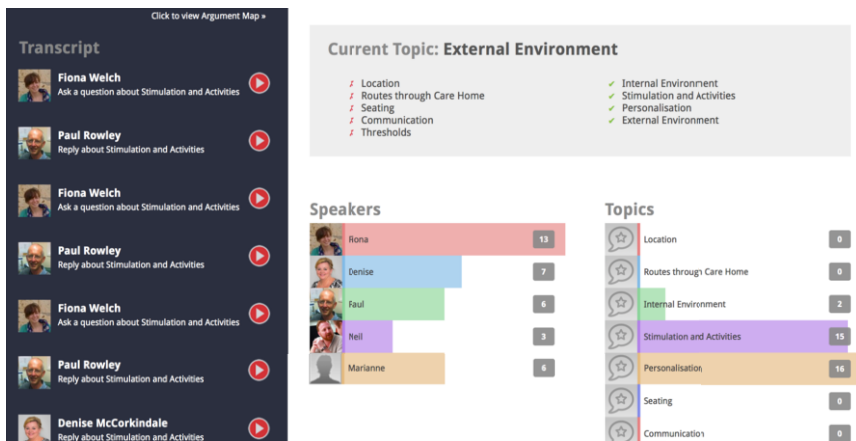 Click to view Argument Map »
Transcript
Fiona Welch
Ask a question about Stimulation and Activities
Paul Rowley
Reply about Stimulation and Activities
Fiona Welch
Ask a question about Stimulation and Activities
Paul Rowley
Reply about Stimulation and Activities
Fiona Welch
Ask a question about Stimulation and Activities
Paul Rowley
Reply about Stimulation and Activities
Denise McCorkindale
Reply about Stimulation and Activities
Current Topic: External Environment
Location
Routes through Care Home
Seating
Communication
Thresholds
✔ Internal Environment
✔ Stimulation and Activities
✔ Personalisation
✔ External Environment
Speakers
Fiona 13
Denise 7
Paul 6
Neil 3
Marianne 6
Topics
Location 0
Routes through Care Home 0
Internal Environment 2
Stimulation and Activities 15
Personalisation 16
Seating 0
Communication 0